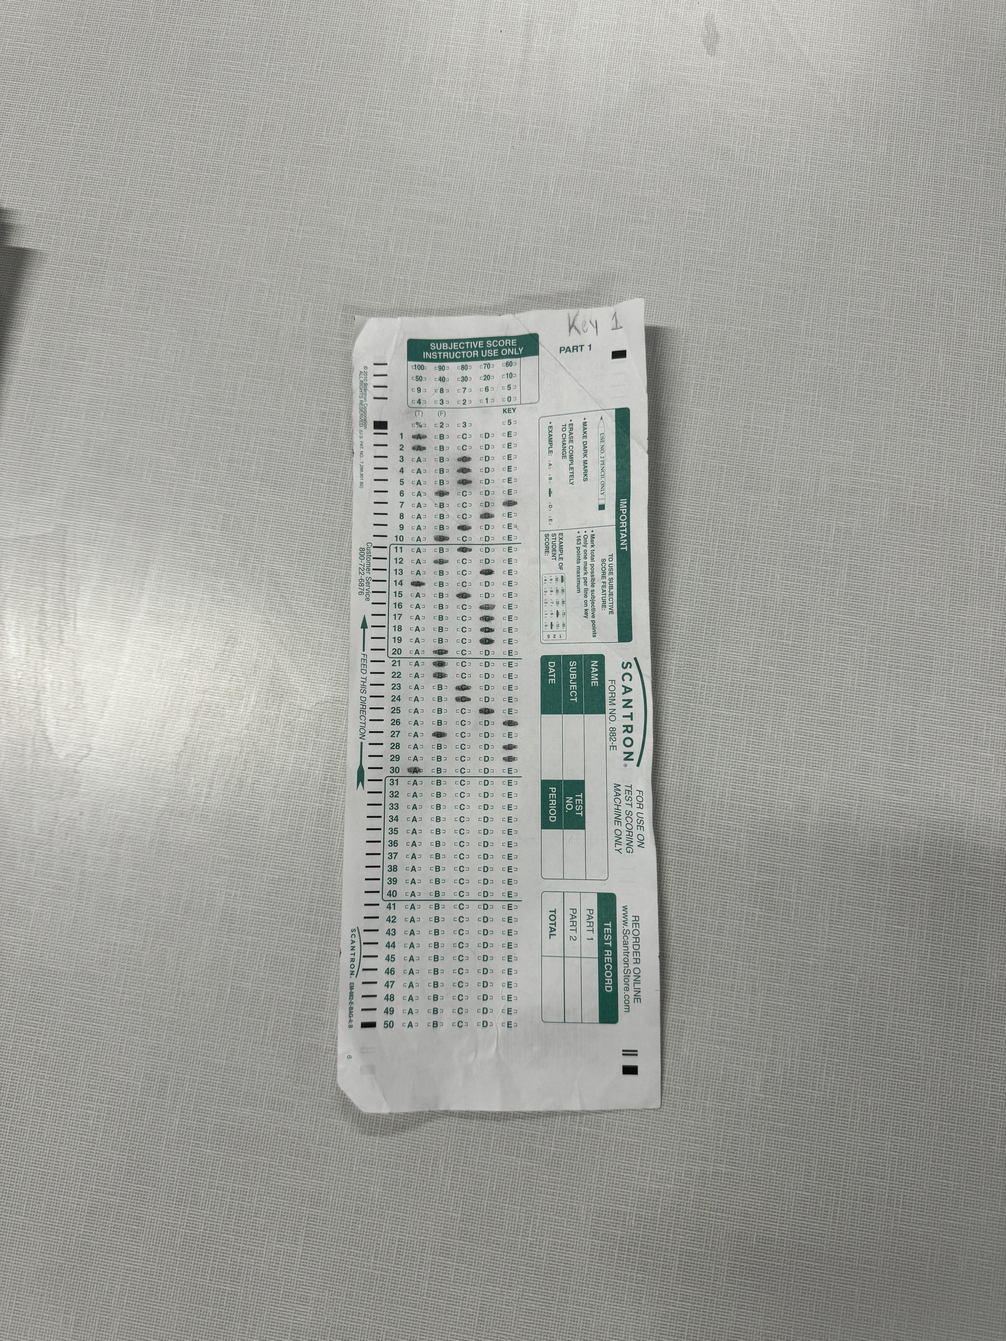 Key 1
PART 1
SUBJECTIVE SCORE
INSTRUCTOR USE ONLY
100 90 80 70 60
50 40 30 20 10
9 8 7 6 5
4 3 2 1 0
(T) (F) KEY
% 2 3 5
1 A B C D E
2 A B C D E
3 A B C D E
4 A B C D E
5 A B C D E
6 A B C D E
7 A B C D E
8 A B C D E
9 A B C D E
10 A B C D E
11 A B C D E
12 A B C D E
13 A B C D E
14 A B C D E
15 A B C D E
16 A B C D E
17 A B C D E
18 A B C D E
19 A B C D E
20 A B C D E
21 A B C D E
22 A B C D E
23 A B C D E
24 A B C D E
25 A B C D E
26 A B C D E
27 A B C D E
28 A B C D E
29 A B C D E
30 A B C D E
31 A B C D E
32 A B C D E
33 A B C D E
34 A B C D E
35 A B C D E
36 A B C D E
37 A B C D E
38 A B C D E
39 A B C D E
40 A B C D E
41 A B C D E
42 A B C D E
43 A B C D E
44 A B C D E
45 A B C D E
46 A B C D E
47 A B C D E
48 A B C D E
49 A B C D E
50 A B C D E
IMPORTANT
USE NO. 2 PENCIL ONLY
• MAKE DARK MARKS
• ERASE COMPLETELY
TO CHANGE
• EXAMPLE: A B D E
TO USE SUBJECTIVE
SCORE FEATURE:
• Mark total possible subjective points
• Only one mark per line on key
• 163 points maximum
EXAMPLE OF
STUDENT
SCORE:
SCANTRON®
FORM NO. 882-E
FOR USE ON
TEST SCORING
MACHINE ONLY
REORDER ONLINE
www.ScantronStore.com
NAME
SUBJECT
DATE
TEST
NO.
PERIOD
TEST RECORD
PART 1
PART 2
TOTAL
Customer Service
800-722-6876
FEED THIS DIRECTION
ALL RIGHTS RESERVED.
SCANTRON.